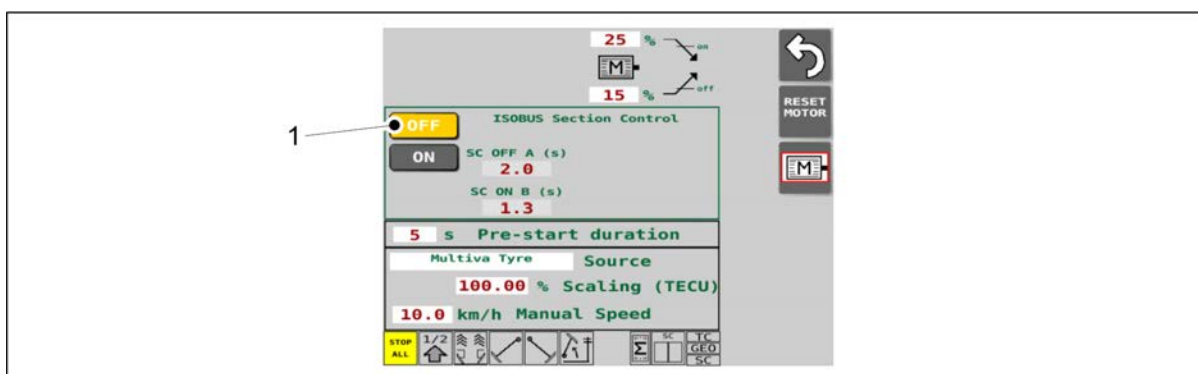 25 % on
M
15 % off
RESET
MOTOR
1
OFF ISOBUS Section Control
ON SC OFF A (s)
2.0
M
SC ON B (s)
1.3
5 s Pre-start duration
Multiva Tyre Source
100.00 % Scaling (TECU)
10.0 km/h Manual Speed
STOP
ALL
1/2
Σ
SC
TC
GEO
SC